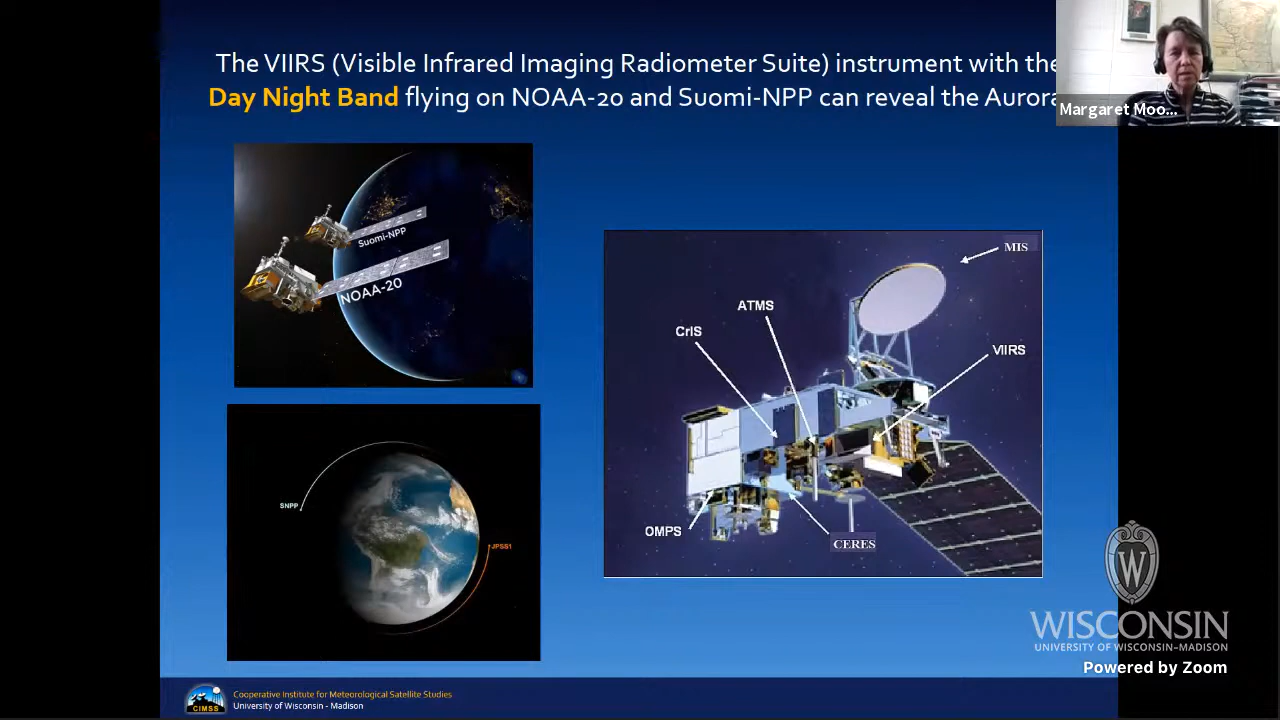 The VIIRS (Visible Infrared Imaging Radiometer Suite) instrument with the
Day Night Band flying on NOAA-20 and Suomi-NPP can reveal the Aurora
Margaret Moo...
Suomi-NPP
NOAA-20
MIS
ATMS
CrIS
VIIRS
OMPS
CERES
SNPP
JPSS1
W
WISCONSIN
UNIVERSITY OF WISCONSIN–MADISON
Powered by Zoom
CIMSS
Cooperative Institute for Meteorological Satellite Studies
University of Wisconsin - Madison